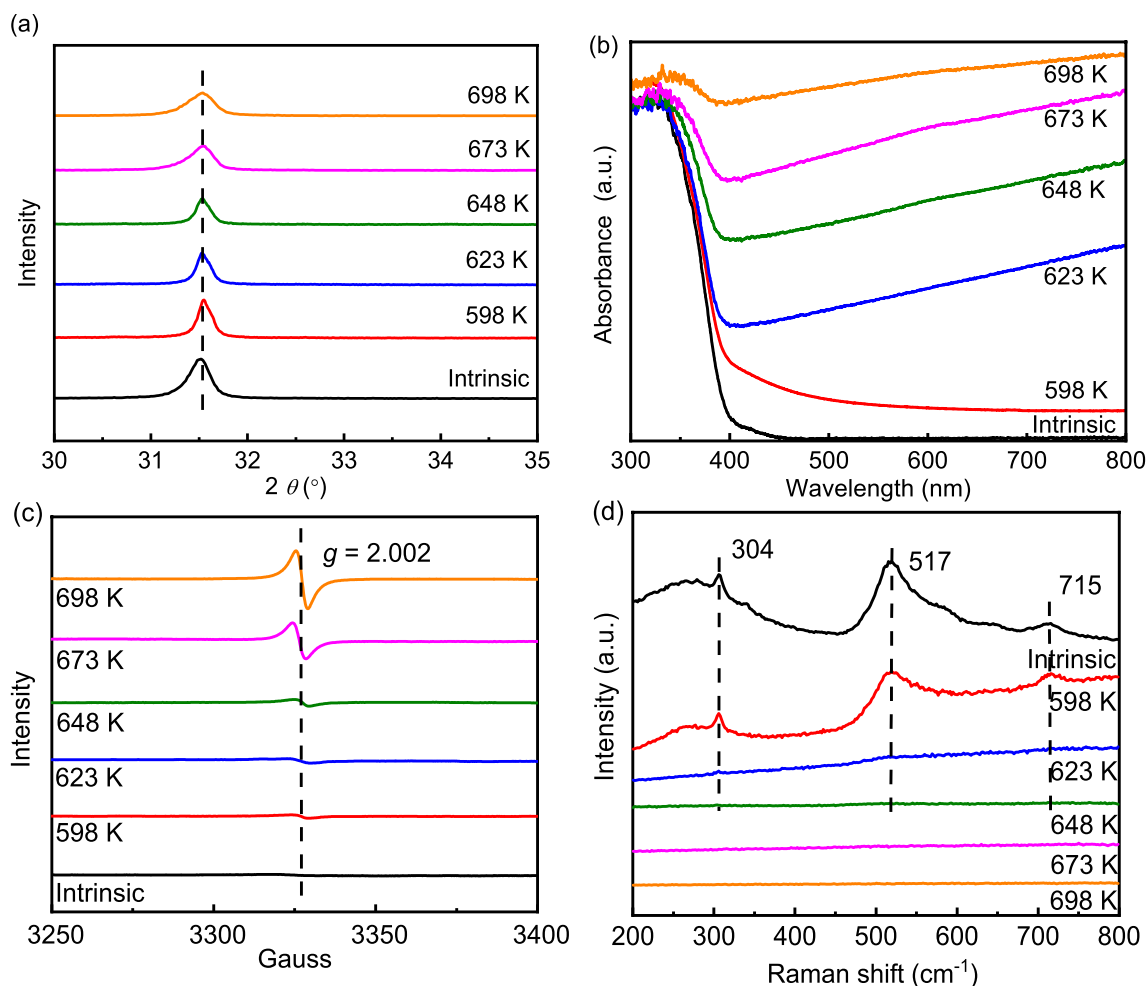 (a)
698 K
673 K
648 K
623 K
598 K
Intrinsic
Intensity
30 31 32 33 34 35
2 θ (°)
(b)
698 K
673 K
648 K
623 K
598 K
Intrinsic
Absorbance (a.u.)
300 400 500 600 700 800
Wavelength (nm)
(c)
g = 2.002
698 K
673 K
648 K
623 K
598 K
Intrinsic
Intensity
3250 3300 3350 3400
Gauss
(d)
304 517 715
Intrinsic
598 K
623 K
648 K
673 K
698 K
Intensity (a.u.)
200 300 400 500 600 700 800
Raman shift (cm⁻¹)